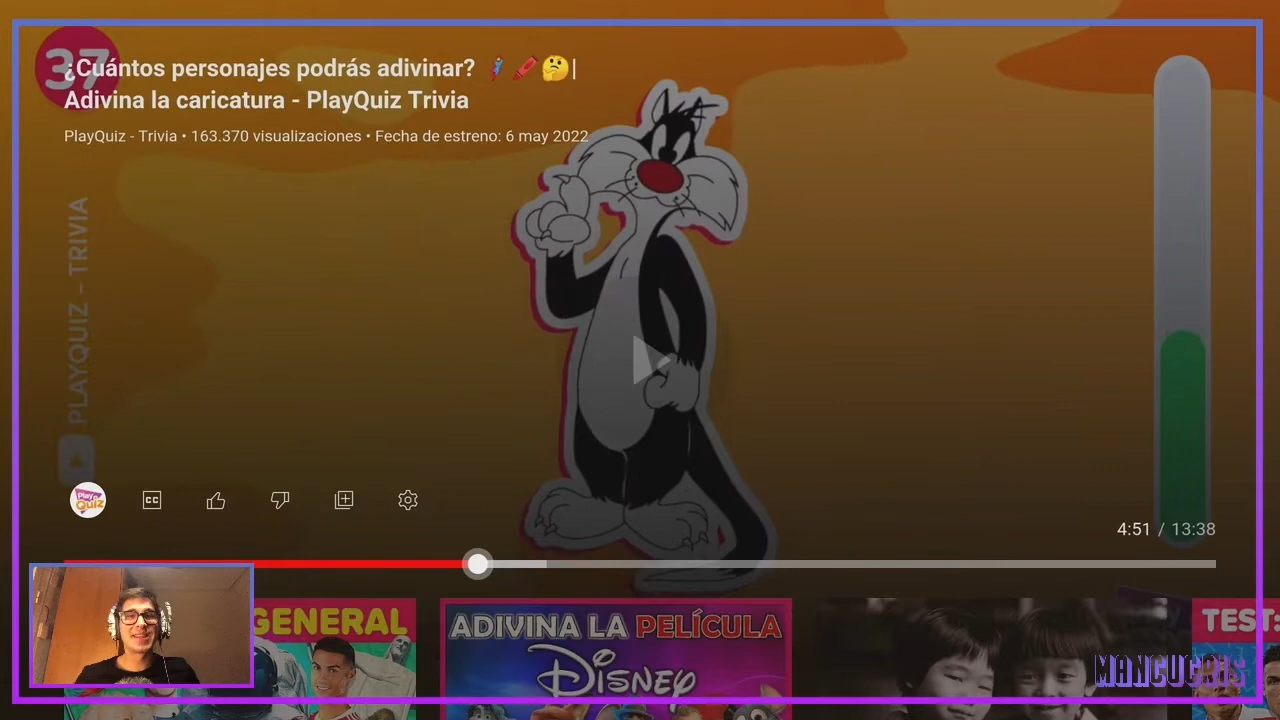 37
¿Cuántos personajes podrás adivinar? |
Adivina la caricatura - PlayQuiz Trivia
PlayQuiz - Trivia • 163.370 visualizaciones • Fecha de estreno: 6 may 2022
PLAYQUIZ - TRIVIA
Play Quiz
CC
4:51 / 13:38
GENERAL
ADIVINA LA PELÍCULA
Disney
TEST:
MANCUCRIS